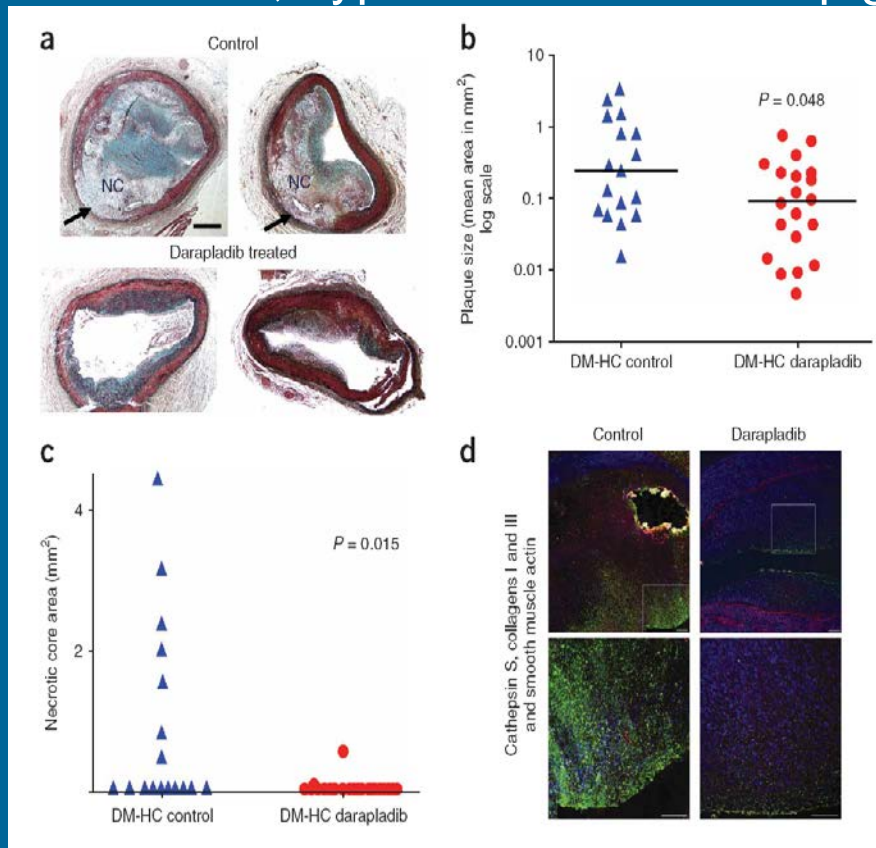 a
Control
NC
NC
Darapladib treated
b
Plaque size (mean area in mm²)
log scale
10
1
0.1
0.01
0.001
P = 0.048
DM-HC control
DM-HC darapladib
c
Necrotic core area (mm²)
4
2
P = 0.015
DM-HC control
DM-HC darapladib
d
Control
Darapladib
Cathepsin S, collagens I and III
and smooth muscle actin